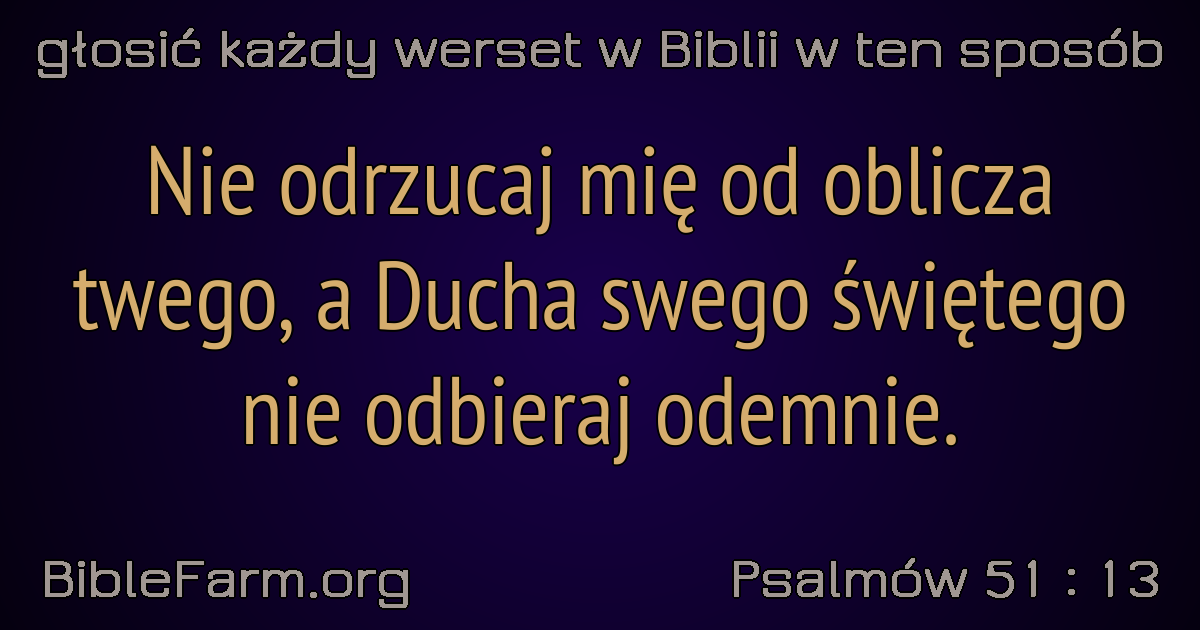 głosić każdy werset w Biblii w ten sposób
Nie odrzucaj mię od oblicza
twego, a Ducha swego świętego
nie odbieraj odemnie.
BibleFarm.org
Psalmów 51 : 13